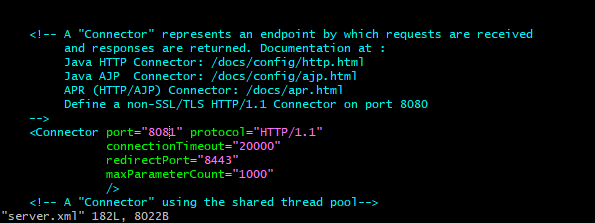 <!-- A "Connector" represents an endpoint by which requests are received
and responses are returned. Documentation at :
Java HTTP Connector: /docs/config/http.html
Java AJP  Connector: /docs/config/ajp.html
APR (HTTP/AJP) Connector: /docs/apr.html
Define a non-SSL/TLS HTTP/1.1 Connector on port 8080
-->
<Connector port="8081" protocol="HTTP/1.1"
connectionTimeout="20000"
redirectPort="8443"
maxParameterCount="1000"
/>
<!-- A "Connector" using the shared thread pool-->
"server.xml" 182L, 8022B